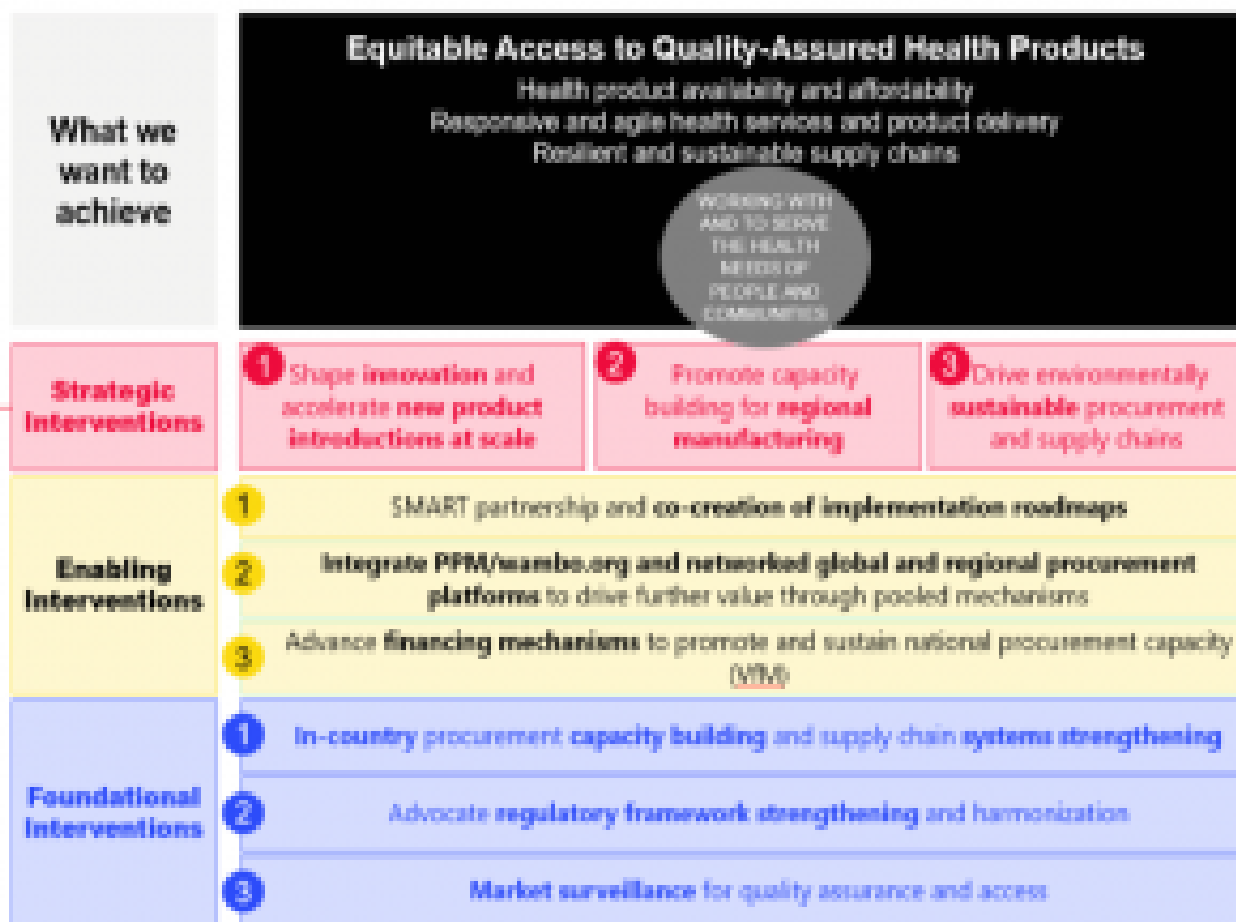 What we
want to
achieve
Equitable Access to Quality-Assured Health Products
Health product availability and affordability
Responsive and agile health services and product delivery
Resilient and sustainable supply chains
WORKING WITH
AND TO SERVE
THE HEALTH
NEEDS OF
PEOPLE AND
COMMUNITIES
Strategic
Interventions
1
Shape innovation and
accelerate new product
introductions at scale
2
Promote capacity
building for regional
manufacturing
3
Drive environmentally
sustainable procurement
and supply chains
Enabling
Interventions
1
SMART partnership and co-creation of implementation roadmaps
2
Integrate PPM/wambo.org and networked global and regional procurement
platforms to drive further value through pooled mechanisms
3
Advance financing mechanisms to promote and sustain national procurement capacity
(VfM)
Foundational
Interventions
1
In-country procurement capacity building and supply chain systems strengthening
2
Advocate regulatory framework strengthening and harmonization
3
Market surveillance for quality assurance and access